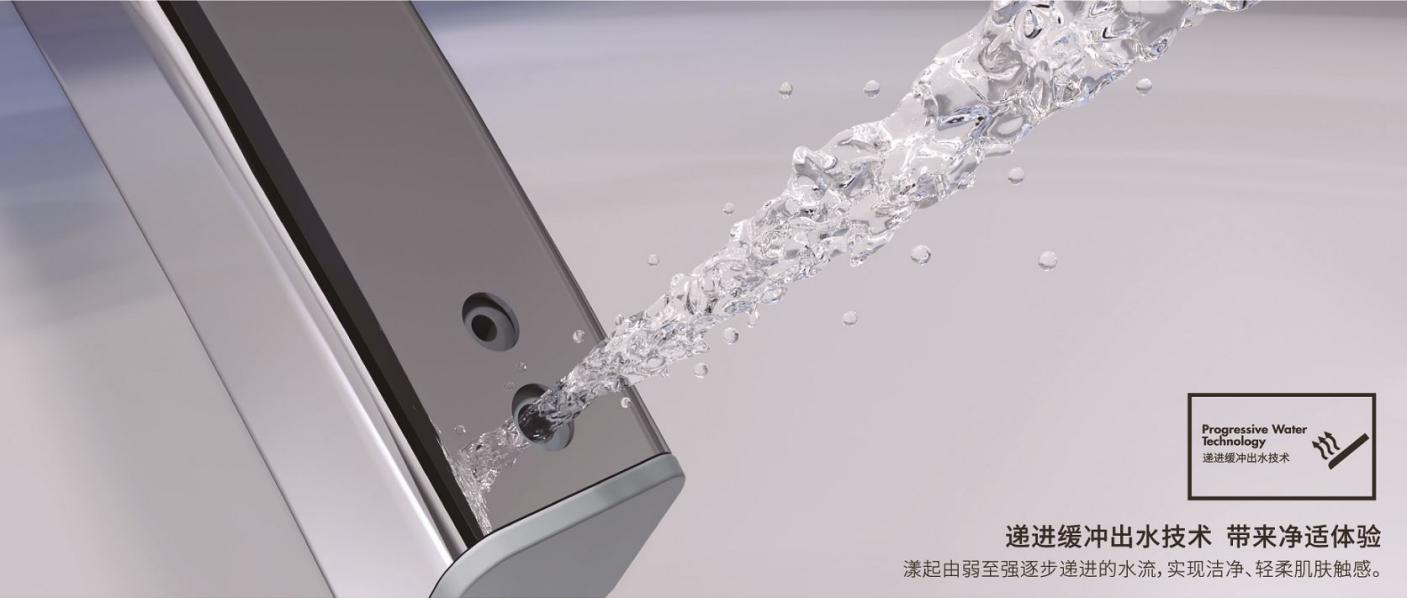 Progressive Water
Technology
递进缓冲出水技术
递进缓冲出水技术 带来净适体验
漾起由弱至强逐步递进的水流，实现洁净、轻柔肌肤触感。